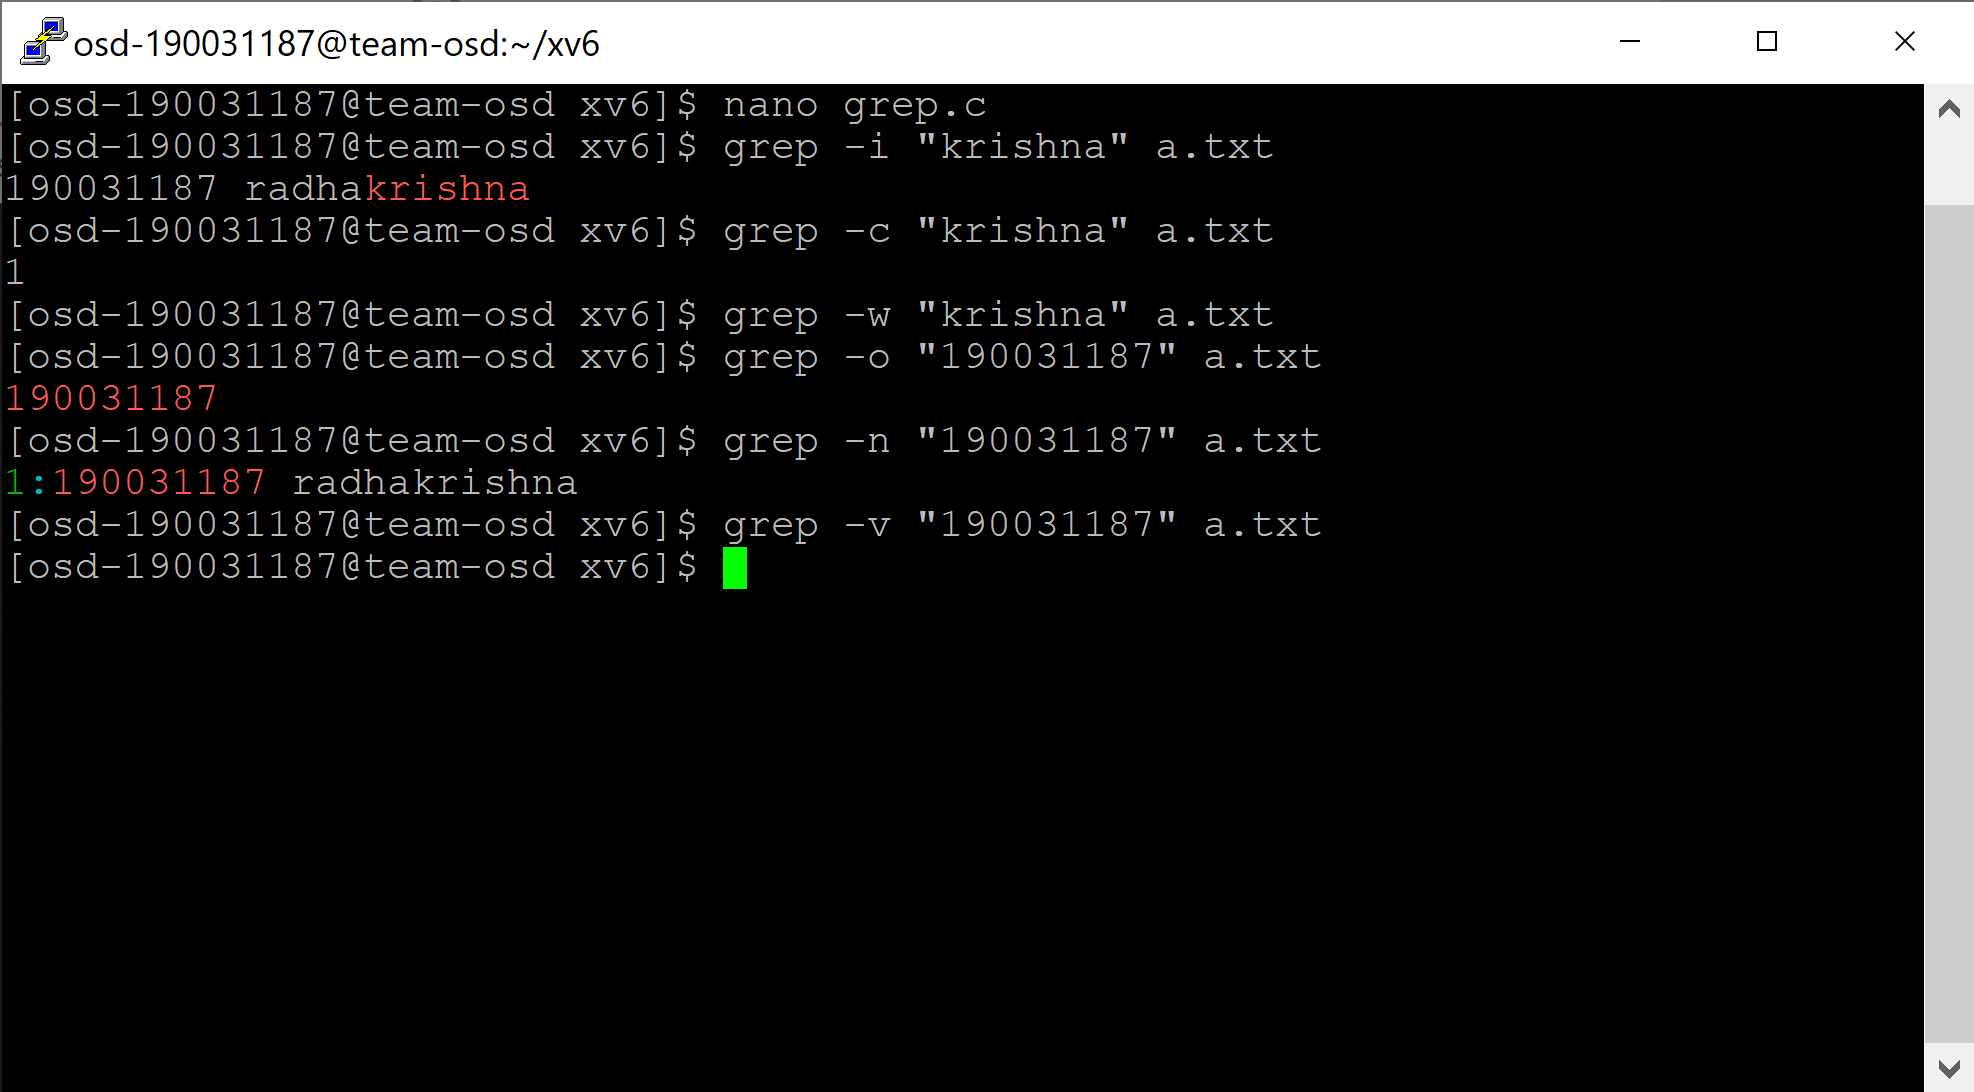 osd-190031187@team-osd:~/xv6
[osd-190031187@team-osd xv6]$ nano grep.c
[osd-190031187@team-osd xv6]$ grep -i "krishna" a.txt
190031187 radhakrishna
[osd-190031187@team-osd xv6]$ grep -c "krishna" a.txt
1
[osd-190031187@team-osd xv6]$ grep -w "krishna" a.txt
[osd-190031187@team-osd xv6]$ grep -o "190031187" a.txt
190031187
[osd-190031187@team-osd xv6]$ grep -n "190031187" a.txt
1:190031187 radhakrishna
[osd-190031187@team-osd xv6]$ grep -v "190031187" a.txt
[osd-190031187@team-osd xv6]$